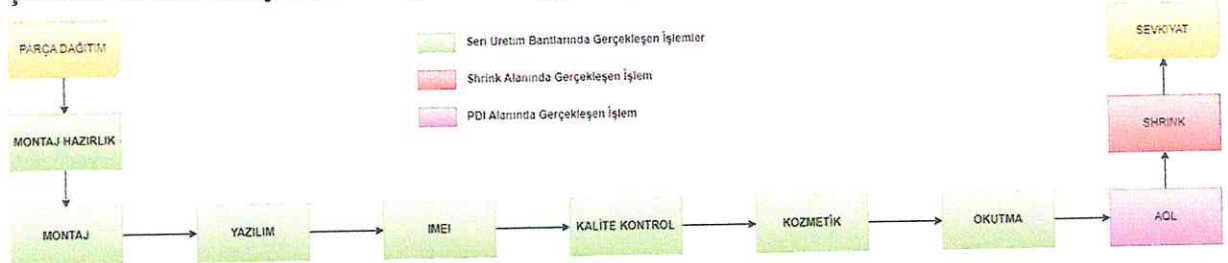 PARÇA DAĞITIM
Seri Üretim Bantlarında Gerçekleşen İşlemler
SEVKİYAT
Shrink Alanında Gerçekleşen İşlem
PDI Alanında Gerçekleşen İşlem
SHRINK
MONTAJ HAZIRLIK
MONTAJ
YAZILIM
IMEI
KALİTE KONTROL
KOZMETİK
OKUTMA
AQL